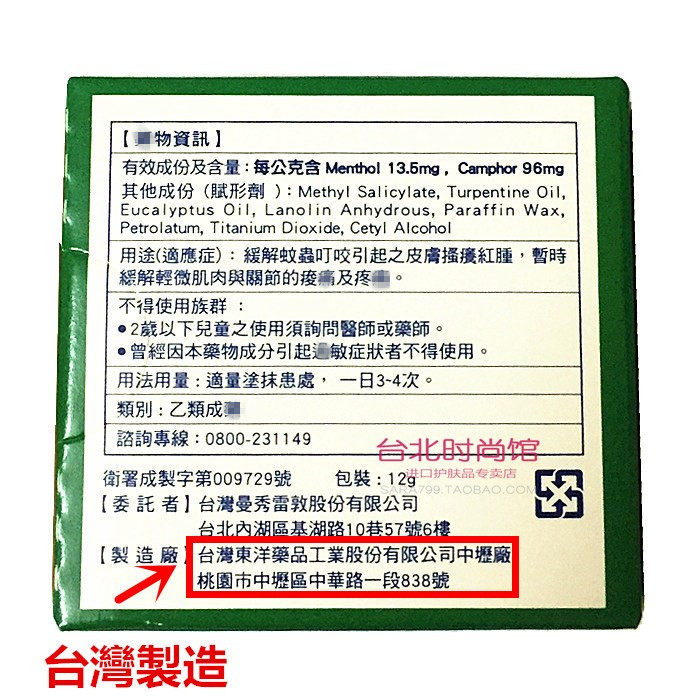 台北时尚馆
进口护肤品专卖店
SARA799.TAOBAO.COM
【物資訊】
有效成份及含量：每公克含 Menthol 13.5mg，Camphor 96mg
其他成份（賦形劑）：Methyl Salicylate, Turpentine Oil,
Eucalyptus Oil, Lanolin Anhydrous, Paraffin Wax,
Petrolatum, Titanium Dioxide, Cetyl Alcohol
用途(適應症)：緩解蚊蟲叮咬引起之皮膚搔癢紅腫，暫時
緩解輕微肌肉與關節的痠痛及疼。
不得使用族群：
●2歲以下兒童之使用須詢問醫師或藥師。
●曾經因本藥物成分引起敏症狀者不得使用。
用法用量：適量塗抹患處， 一日3~4次。
類別：乙類成
諮詢專線：0800-231149
衛署成製字第009729號 包裝：12g
【委託者】台灣曼秀雷敦股份有限公司
台北內湖區基湖路10巷57號6樓
【製造廠】台灣東洋藥品工業股份有限公司中壢廠
桃園市中壢區中華路一段838號
台灣製造